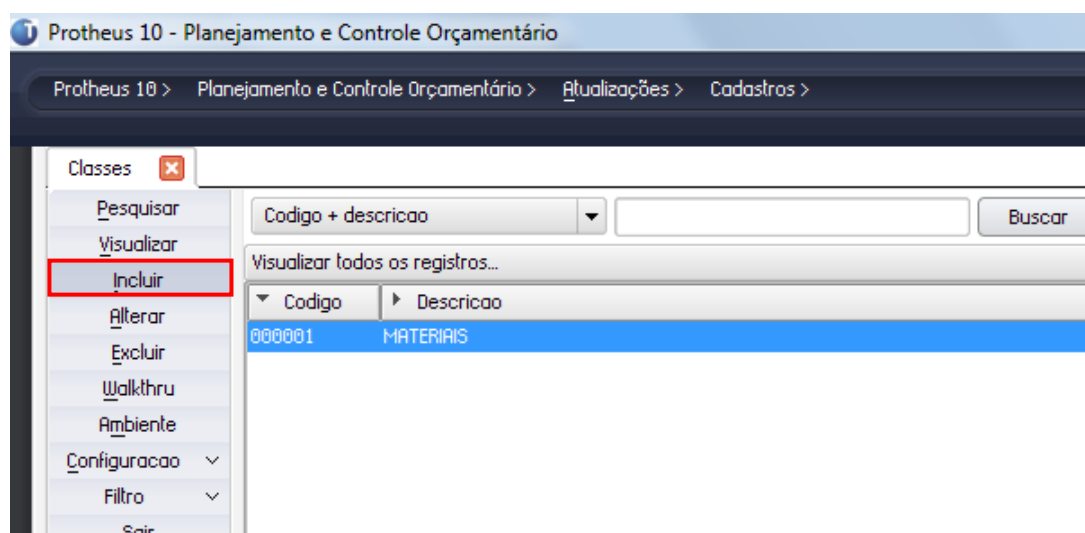 Protheus 10 - Planejamento e Controle Orçamentário
Protheus 10 > Planejamento e Controle Orçamentário > Atualizações > Cadastros >
Classes
Pesquisar
Visualizar
Incluir
Alterar
Excluir
Walkthru
Ambiente
Configuracao
Filtro
Sair
Codigo + descricao
Buscar
Visualizar todos os registros...
Codigo Descricao
000001 MATERIAIS